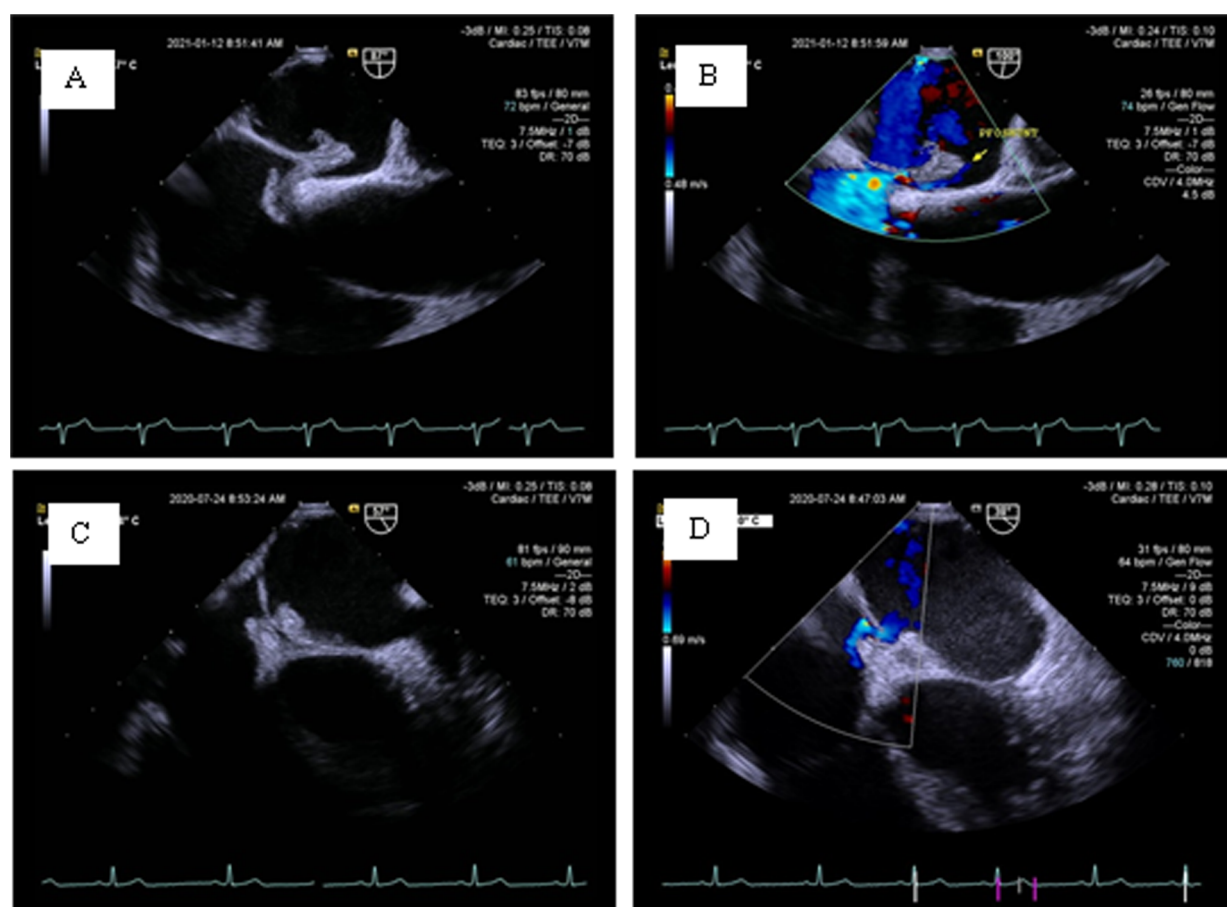 A
2021-01-12 8:51:41 AM
87°
-3dB / MI: 0.25 / TIS: 0.08
Cardiac / TEE / V7M
83 fps / 80 mm
72 bpm / General
—2D—
7.5MHz / 1 dB
TEQ: 3 / Offset: -7 dB
DR: 70 dB
B
2021-01-12 8:51:59 AM
100°
-3dB / MI: 0.24 / TIS: 0.10
Cardiac / TEE / V7M
26 fps / 80 mm
74 bpm / Gen Flow
—2D—
7.5MHz / 1 dB
TEQ: 3 / Offset: -7 dB
DR: 70 dB
—Color—
CDV / 4.0MHz
4.5 dB
0.48 m/s
C
2020-07-24 8:53:24 AM
57°
-3dB / MI: 0.25 / TIS: 0.08
Cardiac / TEE / V7M
81 fps / 90 mm
61 bpm / General
—2D—
7.5MHz / 2 dB
TEQ: 3 / Offset: -8 dB
DR: 70 dB
D
2020-07-24 8:47:03 AM
-3dB / MI: 0.28 / TIS: 0.10
Cardiac / TEE / V7M
31 fps / 80 mm
64 bpm / Gen Flow
—2D—
7.5MHz / 9 dB
TEQ: 3 / Offset: 0 dB
DR: 70 dB
—Color—
CDV / 4.0MHz
0 dB
760 / 818
0.69 m/s